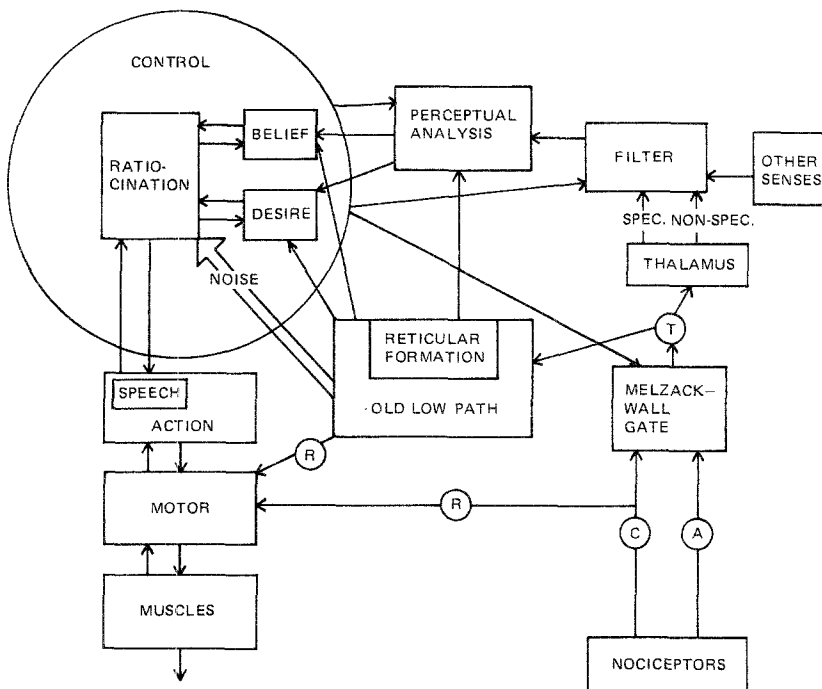 CONTROL
RATIO-
CINATION
BELIEF
DESIRE
PERCEPTUAL
ANALYSIS
FILTER
OTHER
SENSES
SPEC.
NON-SPEC.
THALAMUS
NOISE
T
RETICULAR
FORMATION
OLD LOW PATH
MELZACK—
WALL
GATE
SPEECH
ACTION
R
MOTOR
R
C
A
MUSCLES
NOCICEPTORS